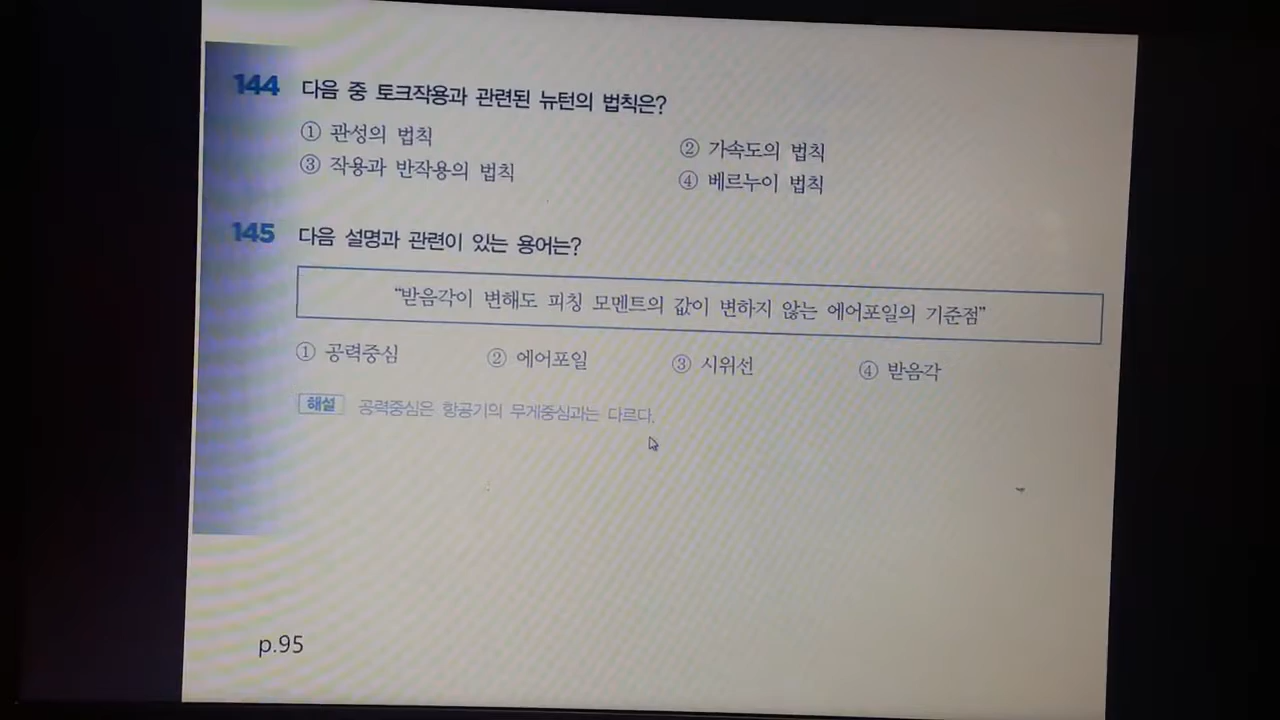 144 다음 중 토크작용과 관련된 뉴턴의 법칙은?
① 관성의 법칙 ② 가속도의 법칙
③ 작용과 반작용의 법칙 ④ 베르누이 법칙
145 다음 설명과 관련이 있는 용어는?
“받음각이 변해도 피칭 모멘트의 값이 변하지 않는 에어포일의 기준점”
① 공력중심 ② 에어포일 ③ 시위선 ④ 받음각
해설 공력중심은 항공기의 무게중심과는 다르다.
p.95